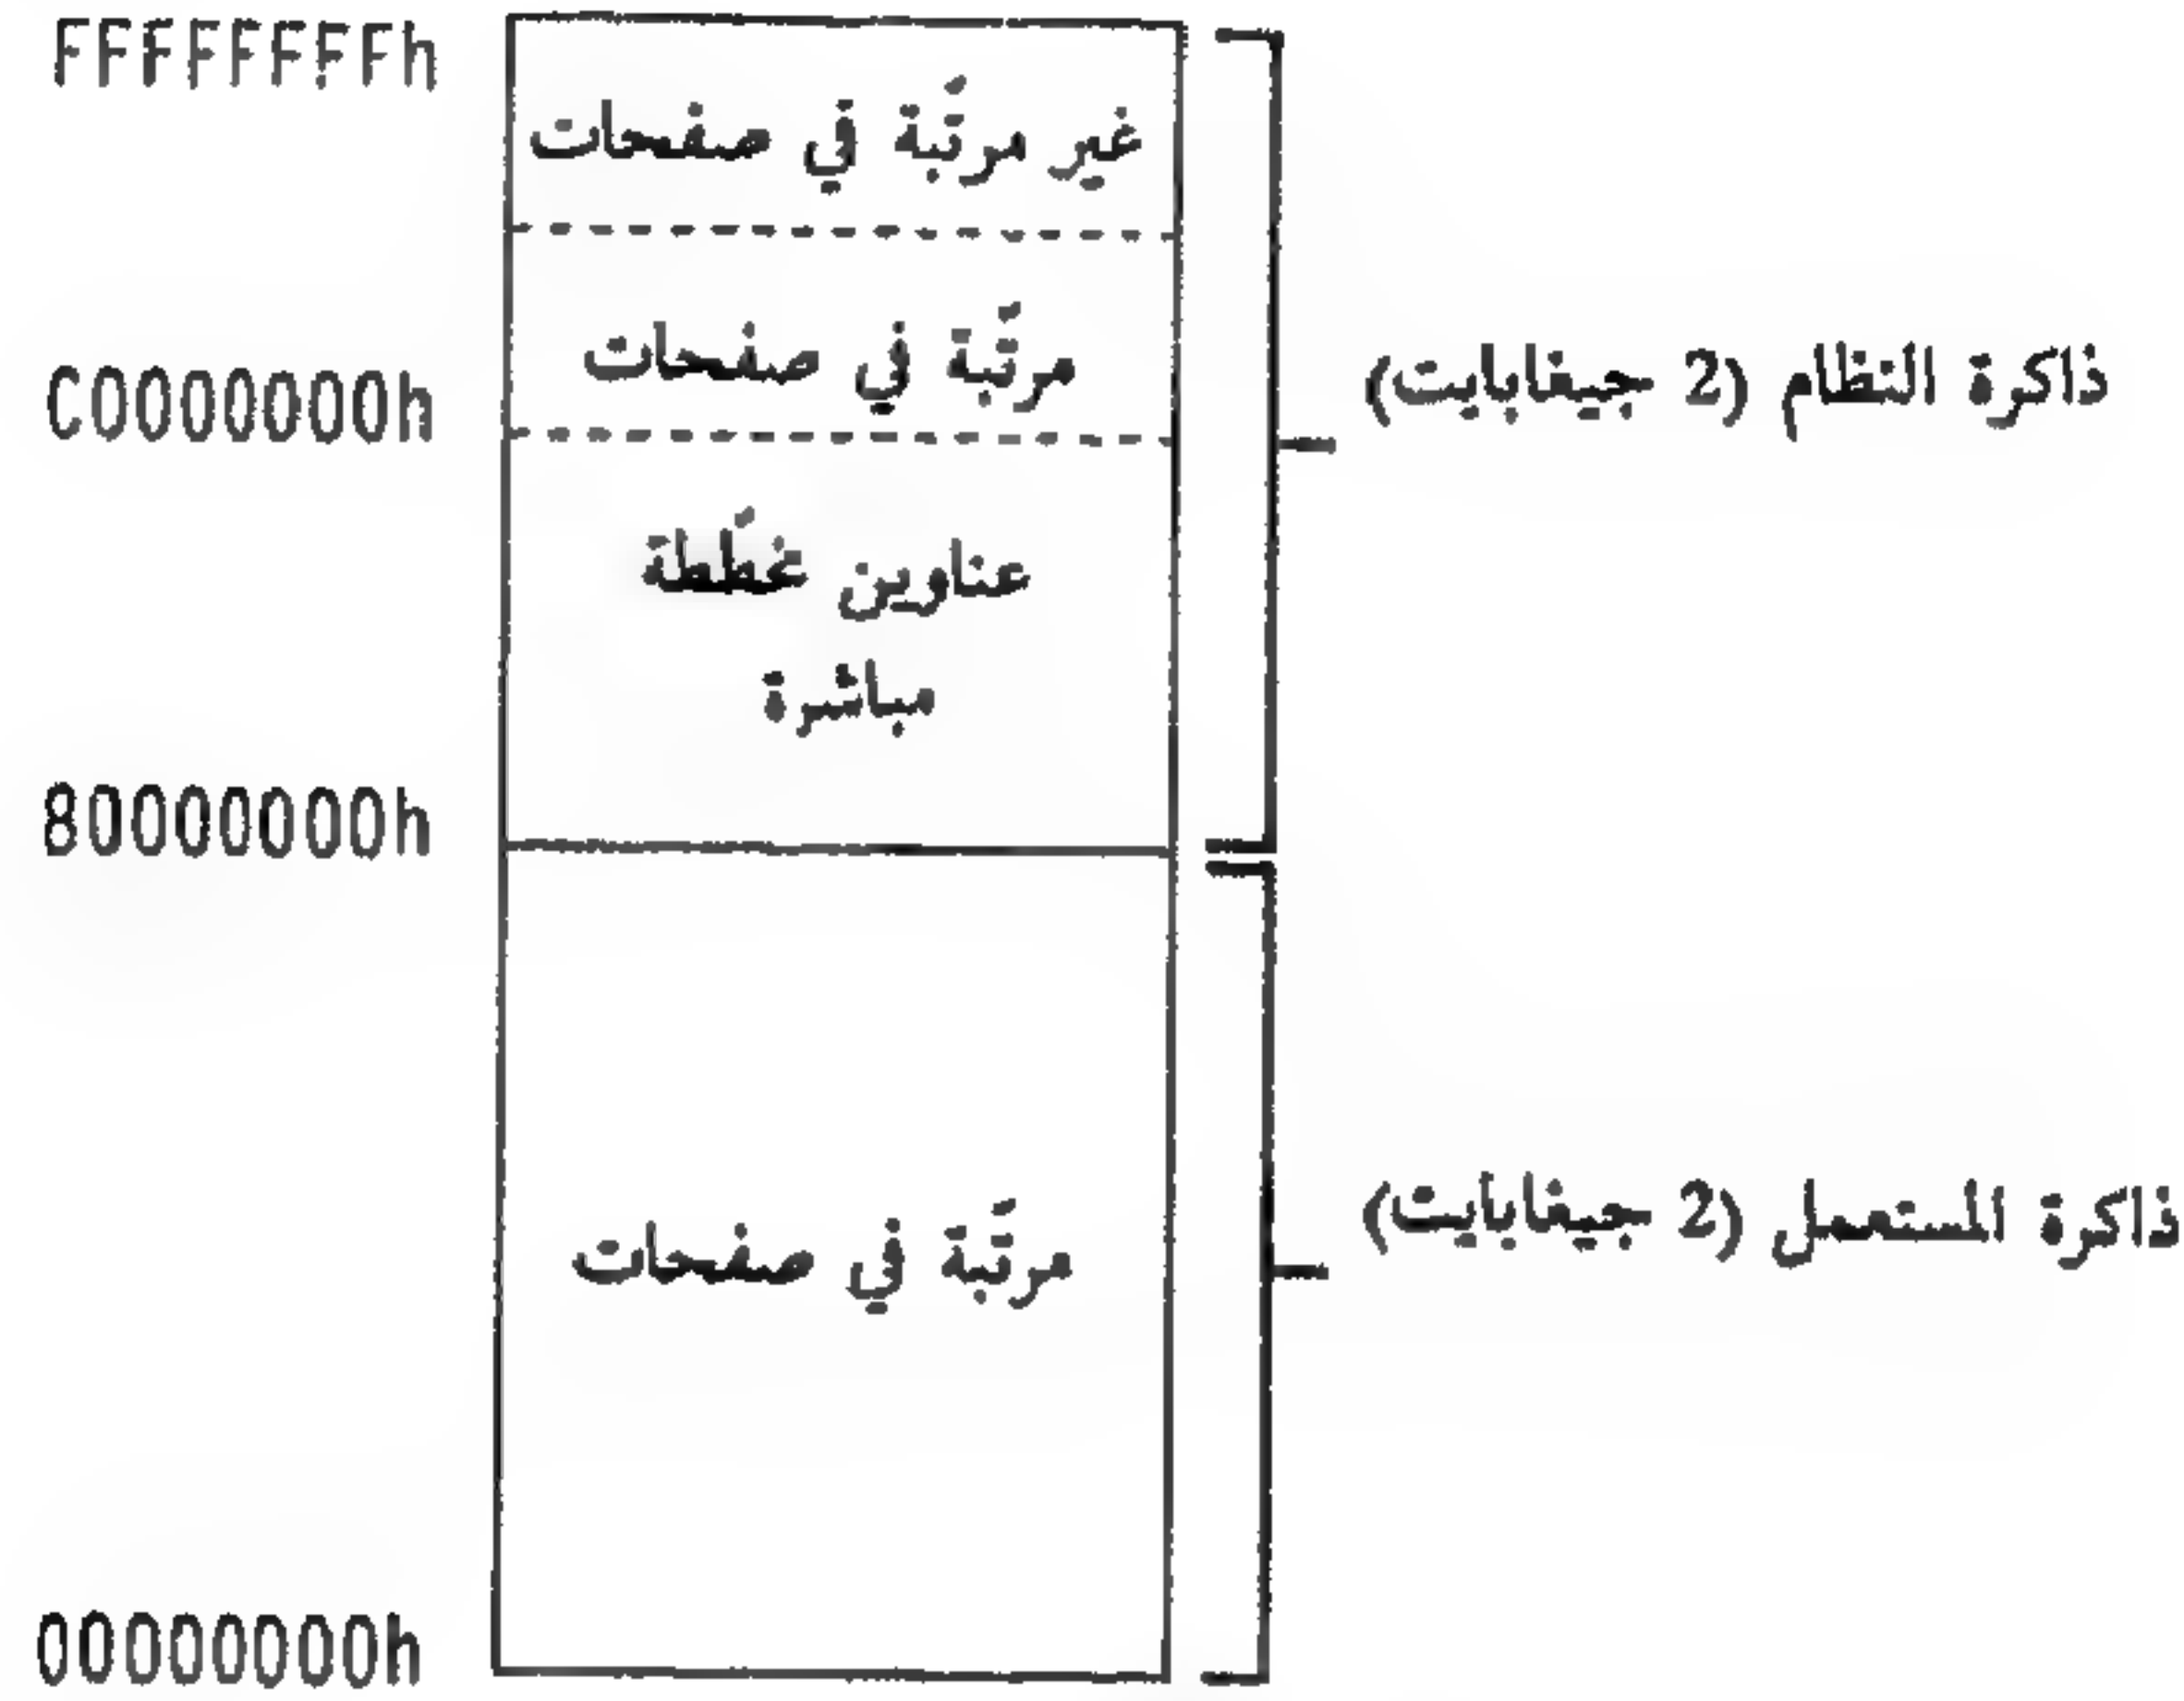 FFFFFFFFh
غير مرتَبة في صفحات
مرتَبة في صفحات
C0000000h
ذاكرة النظام (2 جيغابايت)
عناوين مخطَطة
مباشرة
80000000h
مرتَبة في صفحات
ذاكرة المستعمل (2 جيغابايت)
00000000h